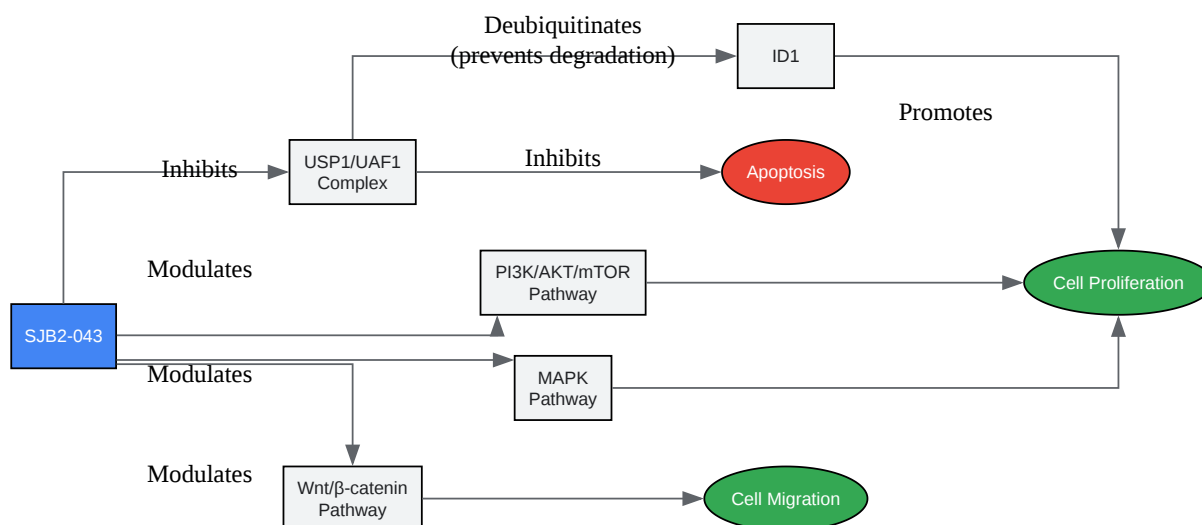 Deubiquitinates
(prevents degradation)
ID1
Promotes
Inhibits
USP1/UAF1
Complex
Inhibits
Apoptosis
Modulates
PI3K/AKT/mTOR
Pathway
Cell Proliferation
SJB2-043
Modulates
MAPK
Pathway
Modulates
Wnt/β-catenin
Pathway
Cell Migration